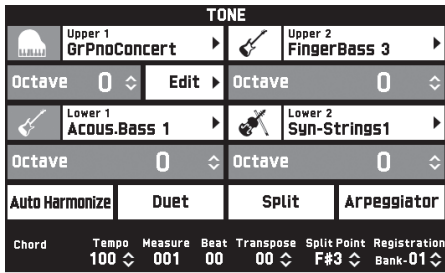 TONE
Upper 1
GrPnoConcert
Upper 2
FingerBass 3
Octave 0 Edit
Octave 0
Lower 1
Acous.Bass 1
Lower 2
Syn-Strings1
Octave 0
Octave 0
Auto Harmonize Duet Split Arpeggiator
Chord Tempo Measure Beat Transpose Split Point Registration
100 001 00 00 F#3 Bank-01